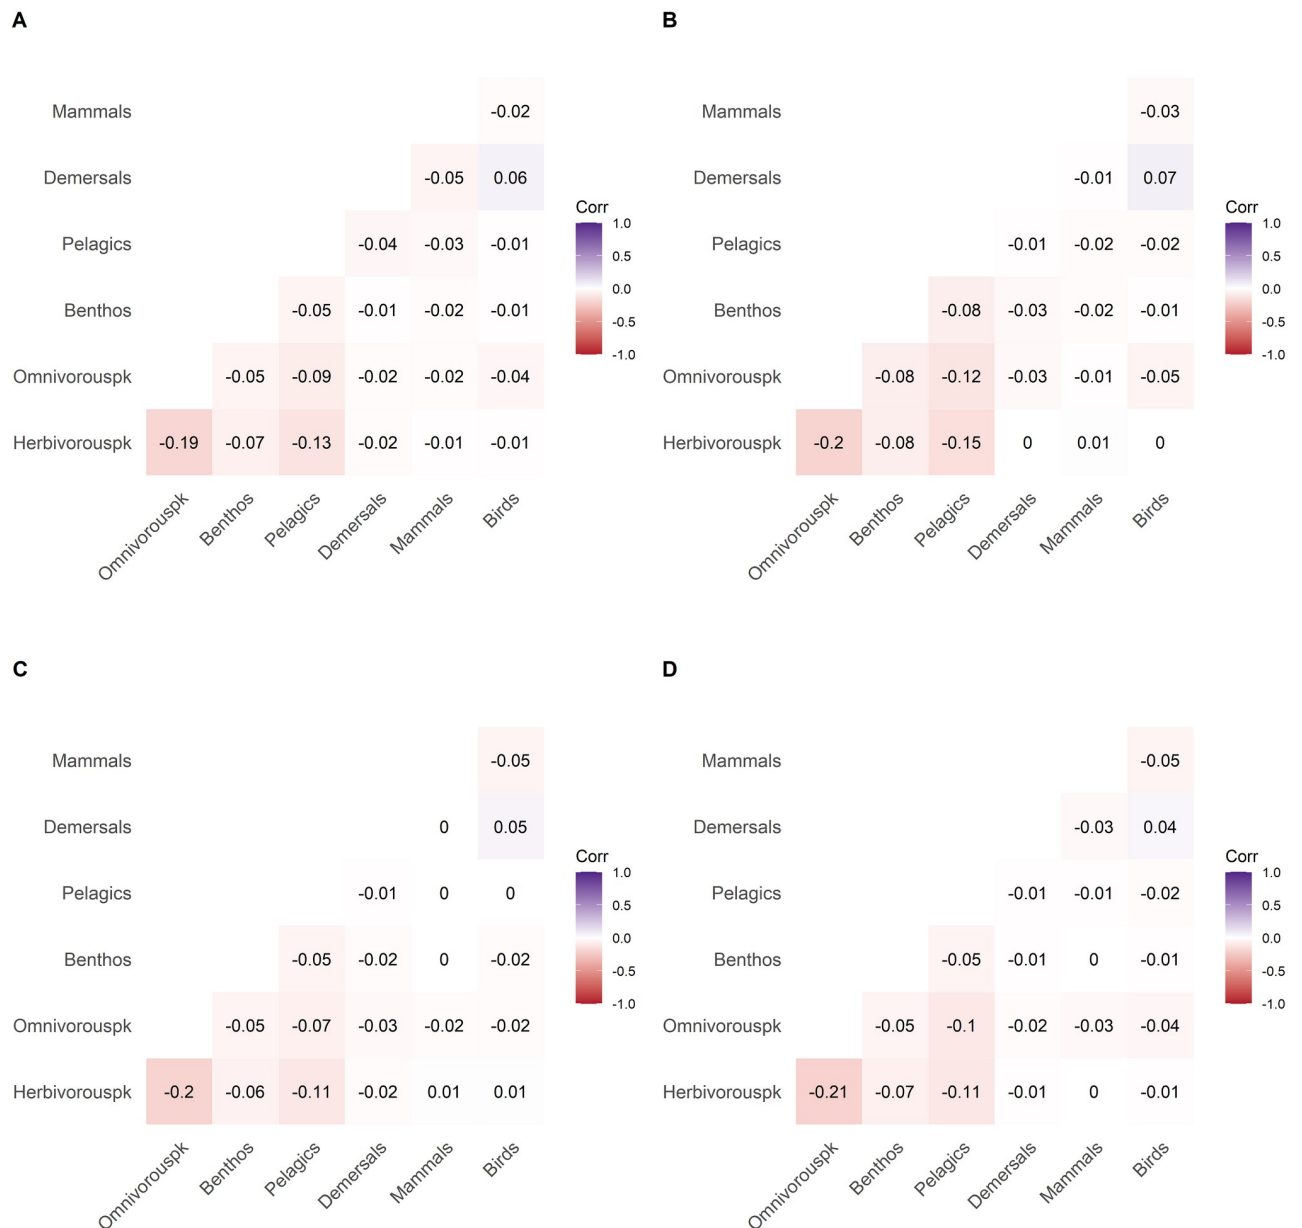 A
Mammals -0.02
Demersals -0.05 0.06
Pelagics -0.04 -0.03 -0.01
Benthos -0.05 -0.01 -0.02 -0.01
Omnivorouspk -0.05 -0.09 -0.02 -0.02 -0.04
Herbivorouspk -0.19 -0.07 -0.13 -0.02 -0.01 -0.01
Omnivorouspk Benthos Pelagics Demersals Mammals Birds
Corr
1.0
0.5
0.0
-0.5
-1.0
B
Mammals -0.03
Demersals -0.01 0.07
Pelagics -0.01 -0.02 -0.02
Benthos -0.08 -0.03 -0.02 -0.01
Omnivorouspk -0.08 -0.12 -0.03 -0.01 -0.05
Herbivorouspk -0.2 -0.08 -0.15 0 0.01 0
Omnivorouspk Benthos Pelagics Demersals Mammals Birds
Corr
1.0
0.5
0.0
-0.5
-1.0
C
Mammals -0.05
Demersals 0 0.05
Pelagics -0.01 0 0
Benthos -0.05 -0.02 0 -0.02
Omnivorouspk -0.05 -0.07 -0.03 -0.02 -0.02
Herbivorouspk -0.2 -0.06 -0.11 -0.02 0.01 0.01
Omnivorouspk Benthos Pelagics Demersals Mammals Birds
Corr
1.0
0.5
0.0
-0.5
-1.0
D
Mammals -0.05
Demersals -0.03 0.04
Pelagics -0.01 -0.01 -0.02
Benthos -0.05 -0.01 0 -0.01
Omnivorouspk -0.05 -0.1 -0.02 -0.03 -0.04
Herbivorouspk -0.21 -0.07 -0.11 -0.01 0 -0.01
Omnivorouspk Benthos Pelagics Demersals Mammals Birds
Corr
1.0
0.5
0.0
-0.5
-1.0